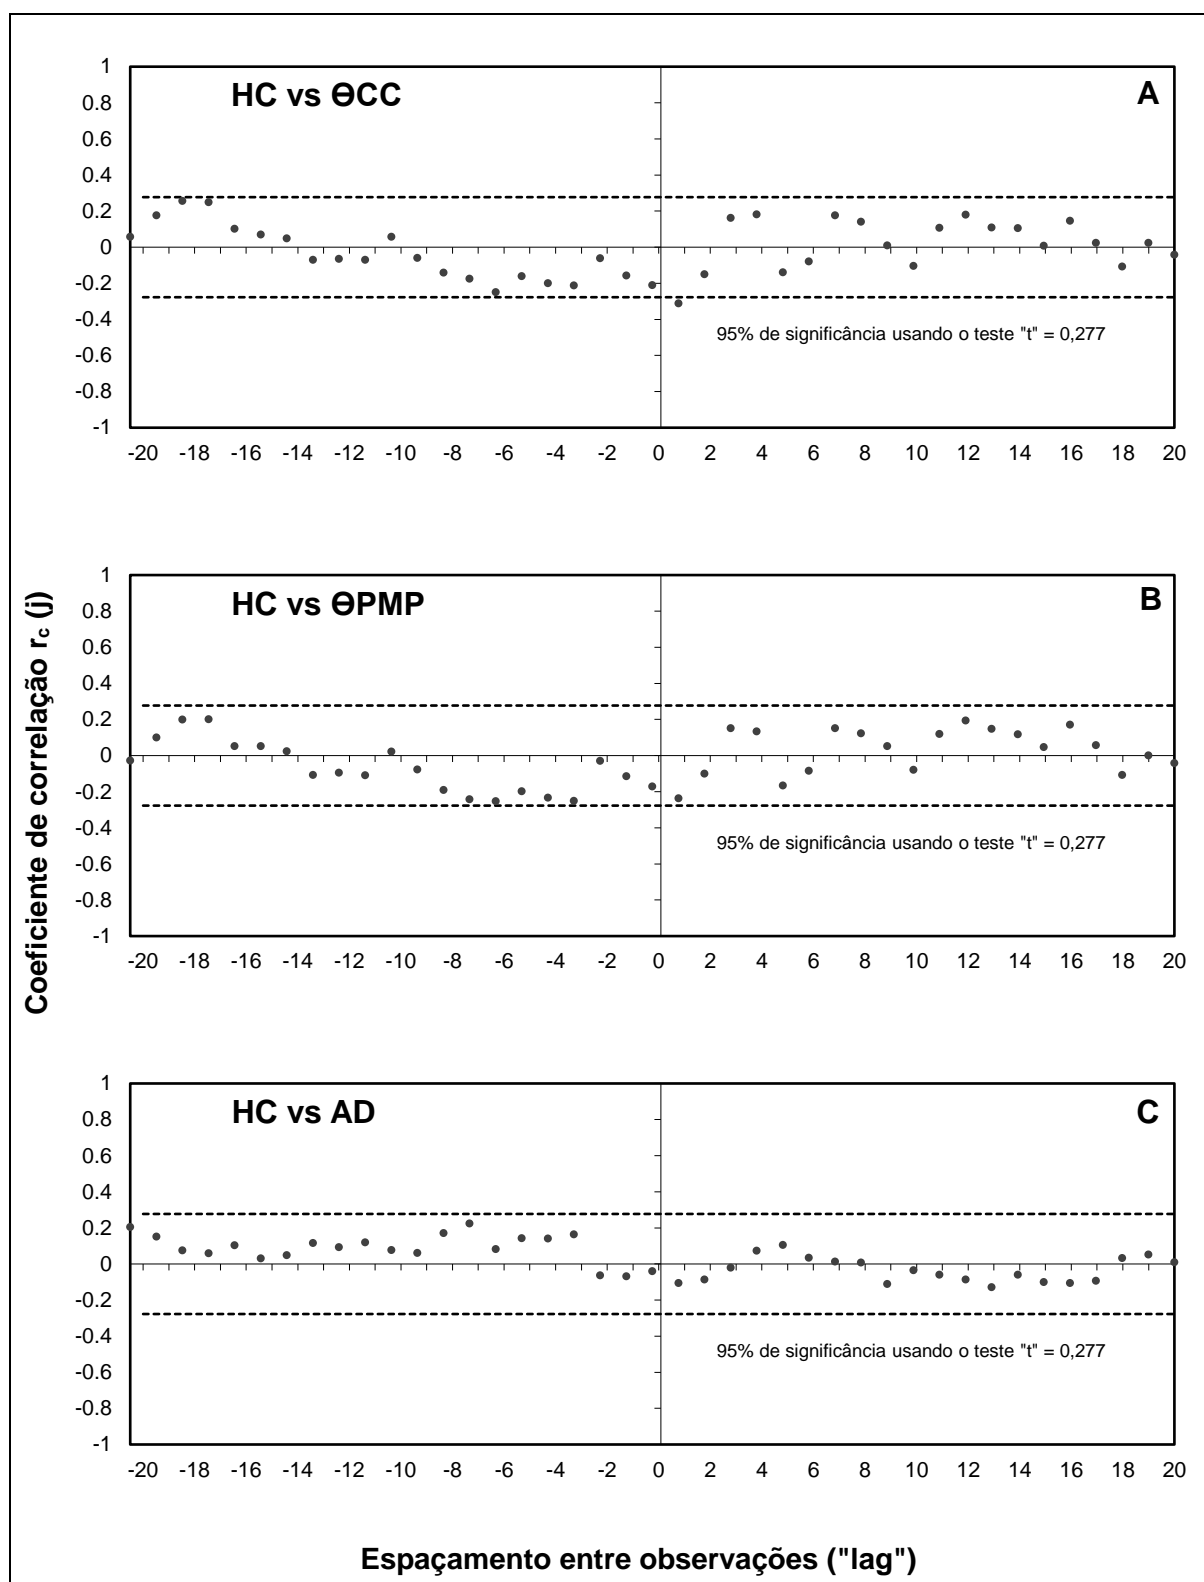 Coeficiente de correlação rc (j)
HC vs ӨCC
A
1
0.8
0.6
0.4
0.2
0
-0.2
-0.4
-0.6
-0.8
-1
95% de significância usando o teste "t" = 0,277
-20 -18 -16 -14 -12 -10 -8 -6 -4 -2 0 2 4 6 8 10 12 14 16 18 20
HC vs ӨPMP
B
1
0.8
0.6
0.4
0.2
0
-0.2
-0.4
-0.6
-0.8
-1
95% de significância usando o teste "t" = 0,277
-20 -18 -16 -14 -12 -10 -8 -6 -4 -2 0 2 4 6 8 10 12 14 16 18 20
HC vs AD
C
1
0.8
0.6
0.4
0.2
0
-0.2
-0.4
-0.6
-0.8
-1
95% de significância usando o teste "t" = 0,277
-20 -18 -16 -14 -12 -10 -8 -6 -4 -2 0 2 4 6 8 10 12 14 16 18 20
Espaçamento entre observações ("lag")